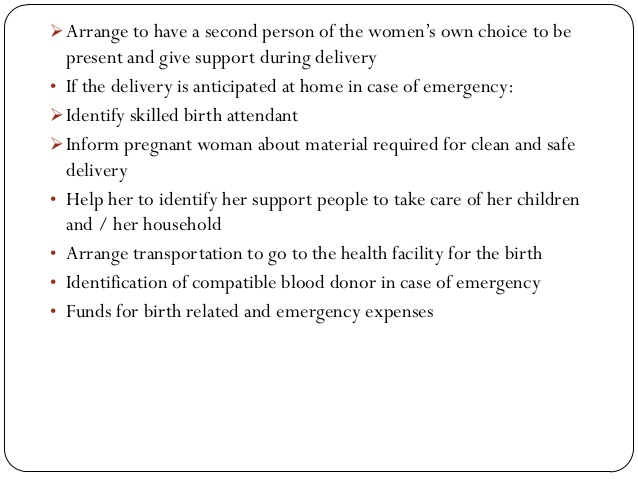 ➢ Arrange to have a second person of the women's own choice to be
present and give support during delivery
• If the delivery is anticipated at home in case of emergency:
➢ Identify skilled birth attendant
➢ Inform pregnant woman about material required for clean and safe
delivery
• Help her to identify her support people to take care of her children
and / her household
• Arrange transportation to go to the health facility for the birth
• Identification of compatible blood donor in case of emergency
• Funds for birth related and emergency expenses